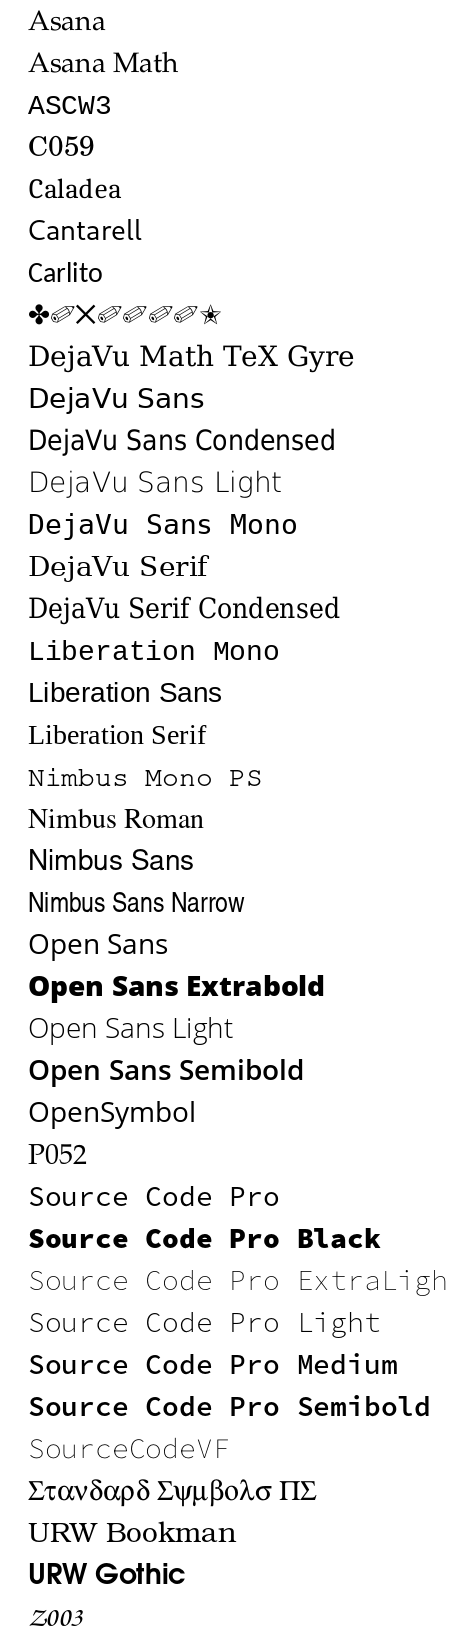 Asana
Asana Math
ASCW3
C059
Caladea
Cantarell
Carlito
✤✐✕✐✐✐✐✭
DejaVu Math TeX Gyre
DejaVu Sans
DejaVu Sans Condensed
DejaVu Sans Light
DejaVu Sans Mono
DejaVu Serif
DejaVu Serif Condensed
Liberation Mono
Liberation Sans
Liberation Serif
Nimbus Mono PS
Nimbus Roman
Nimbus Sans
Nimbus Sans Narrow
Open Sans
Open Sans Extrabold
Open Sans Light
Open Sans Semibold
OpenSymbol
P052
Source Code Pro
Source Code Pro Black
Source Code Pro ExtraLigh
Source Code Pro Light
Source Code Pro Medium
Source Code Pro Semibold
SourceCodeVF
Στανδαρδ Σψμβολσ ΠΣ
URW Bookman
URW Gothic
Z003